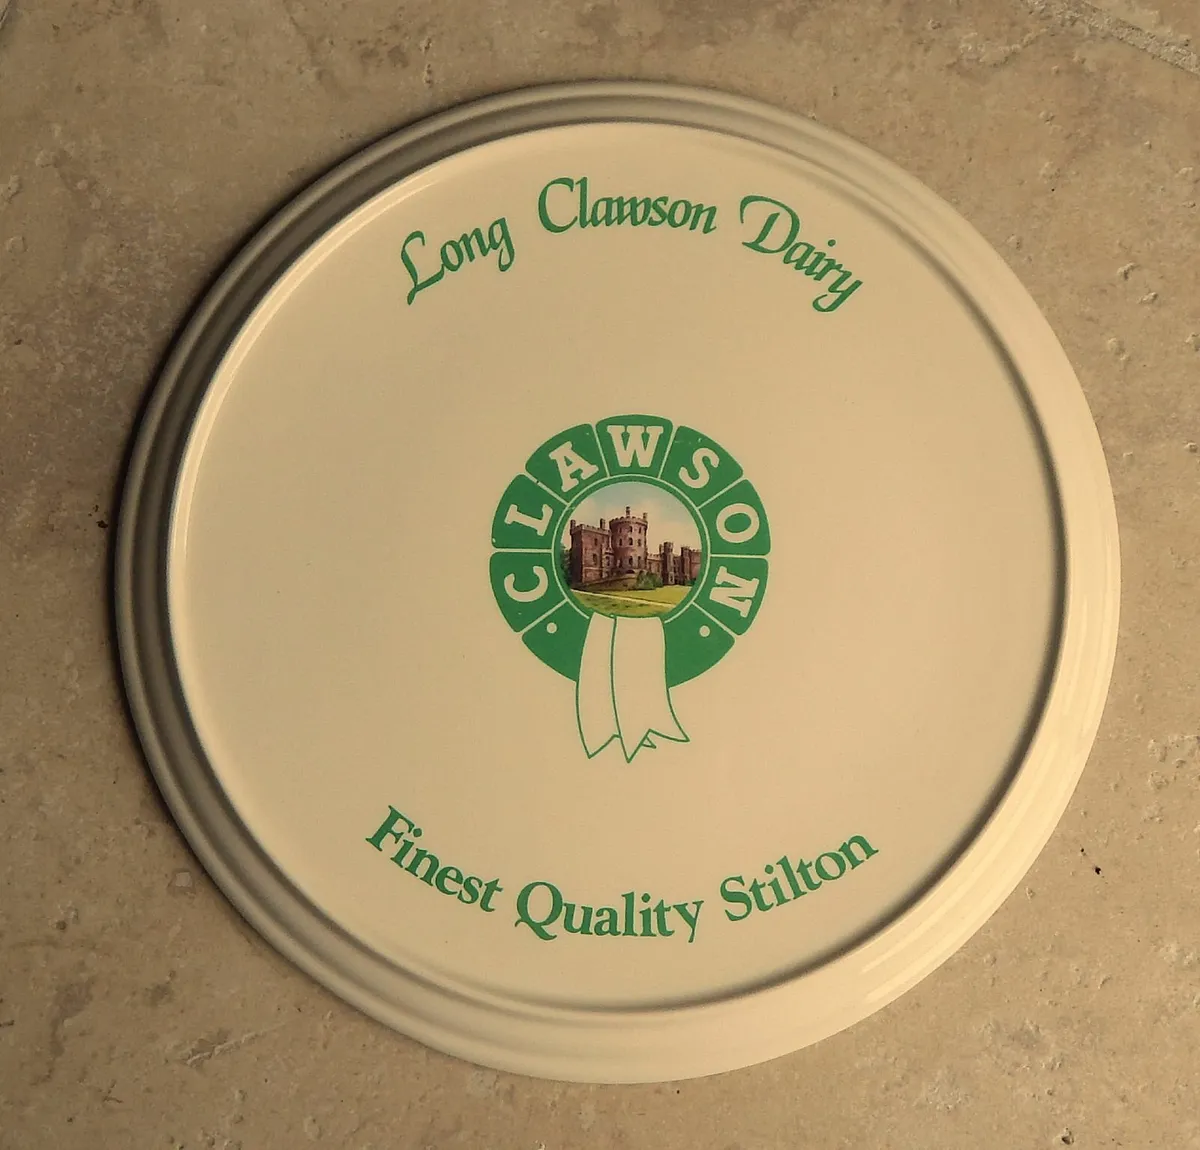 Long Clawson Dairy
CLAWSON
Finest Quality Stilton